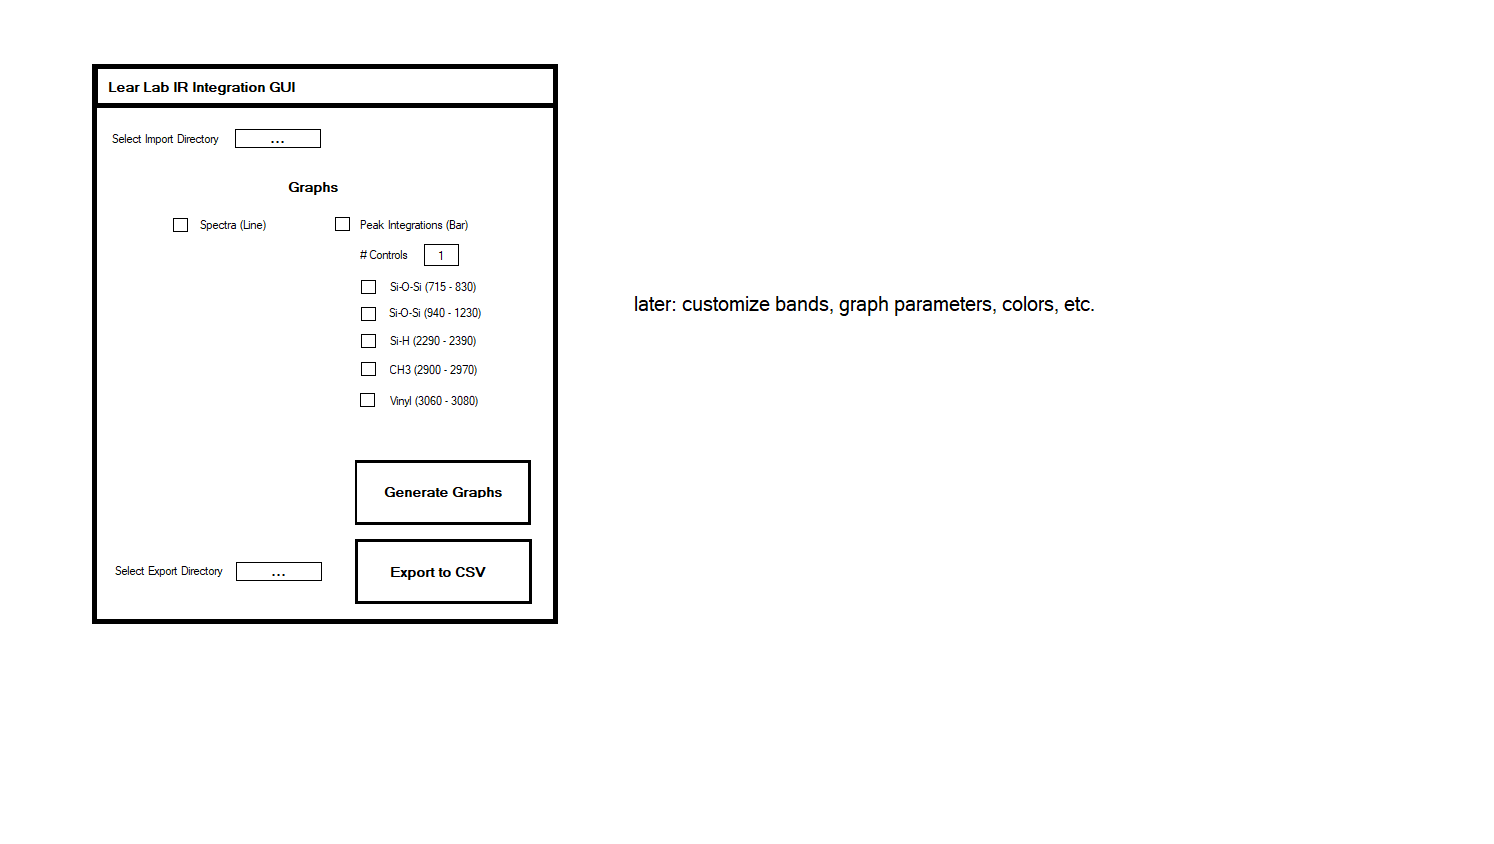 Lear Lab IR Integration GUI
Select Import Directory ...
Graphs
Spectra (Line)
Peak Integrations (Bar)
# Controls 1
Si-O-Si (715 - 830)
later: customize bands, graph parameters, colors, etc.
Si-O-Si (940 - 1230)
Si-H (2290 - 2390)
CH3 (2900 - 2970)
Vinyl (3060 - 3080)
Generate Graphs
Select Export Directory ...
Export to CSV